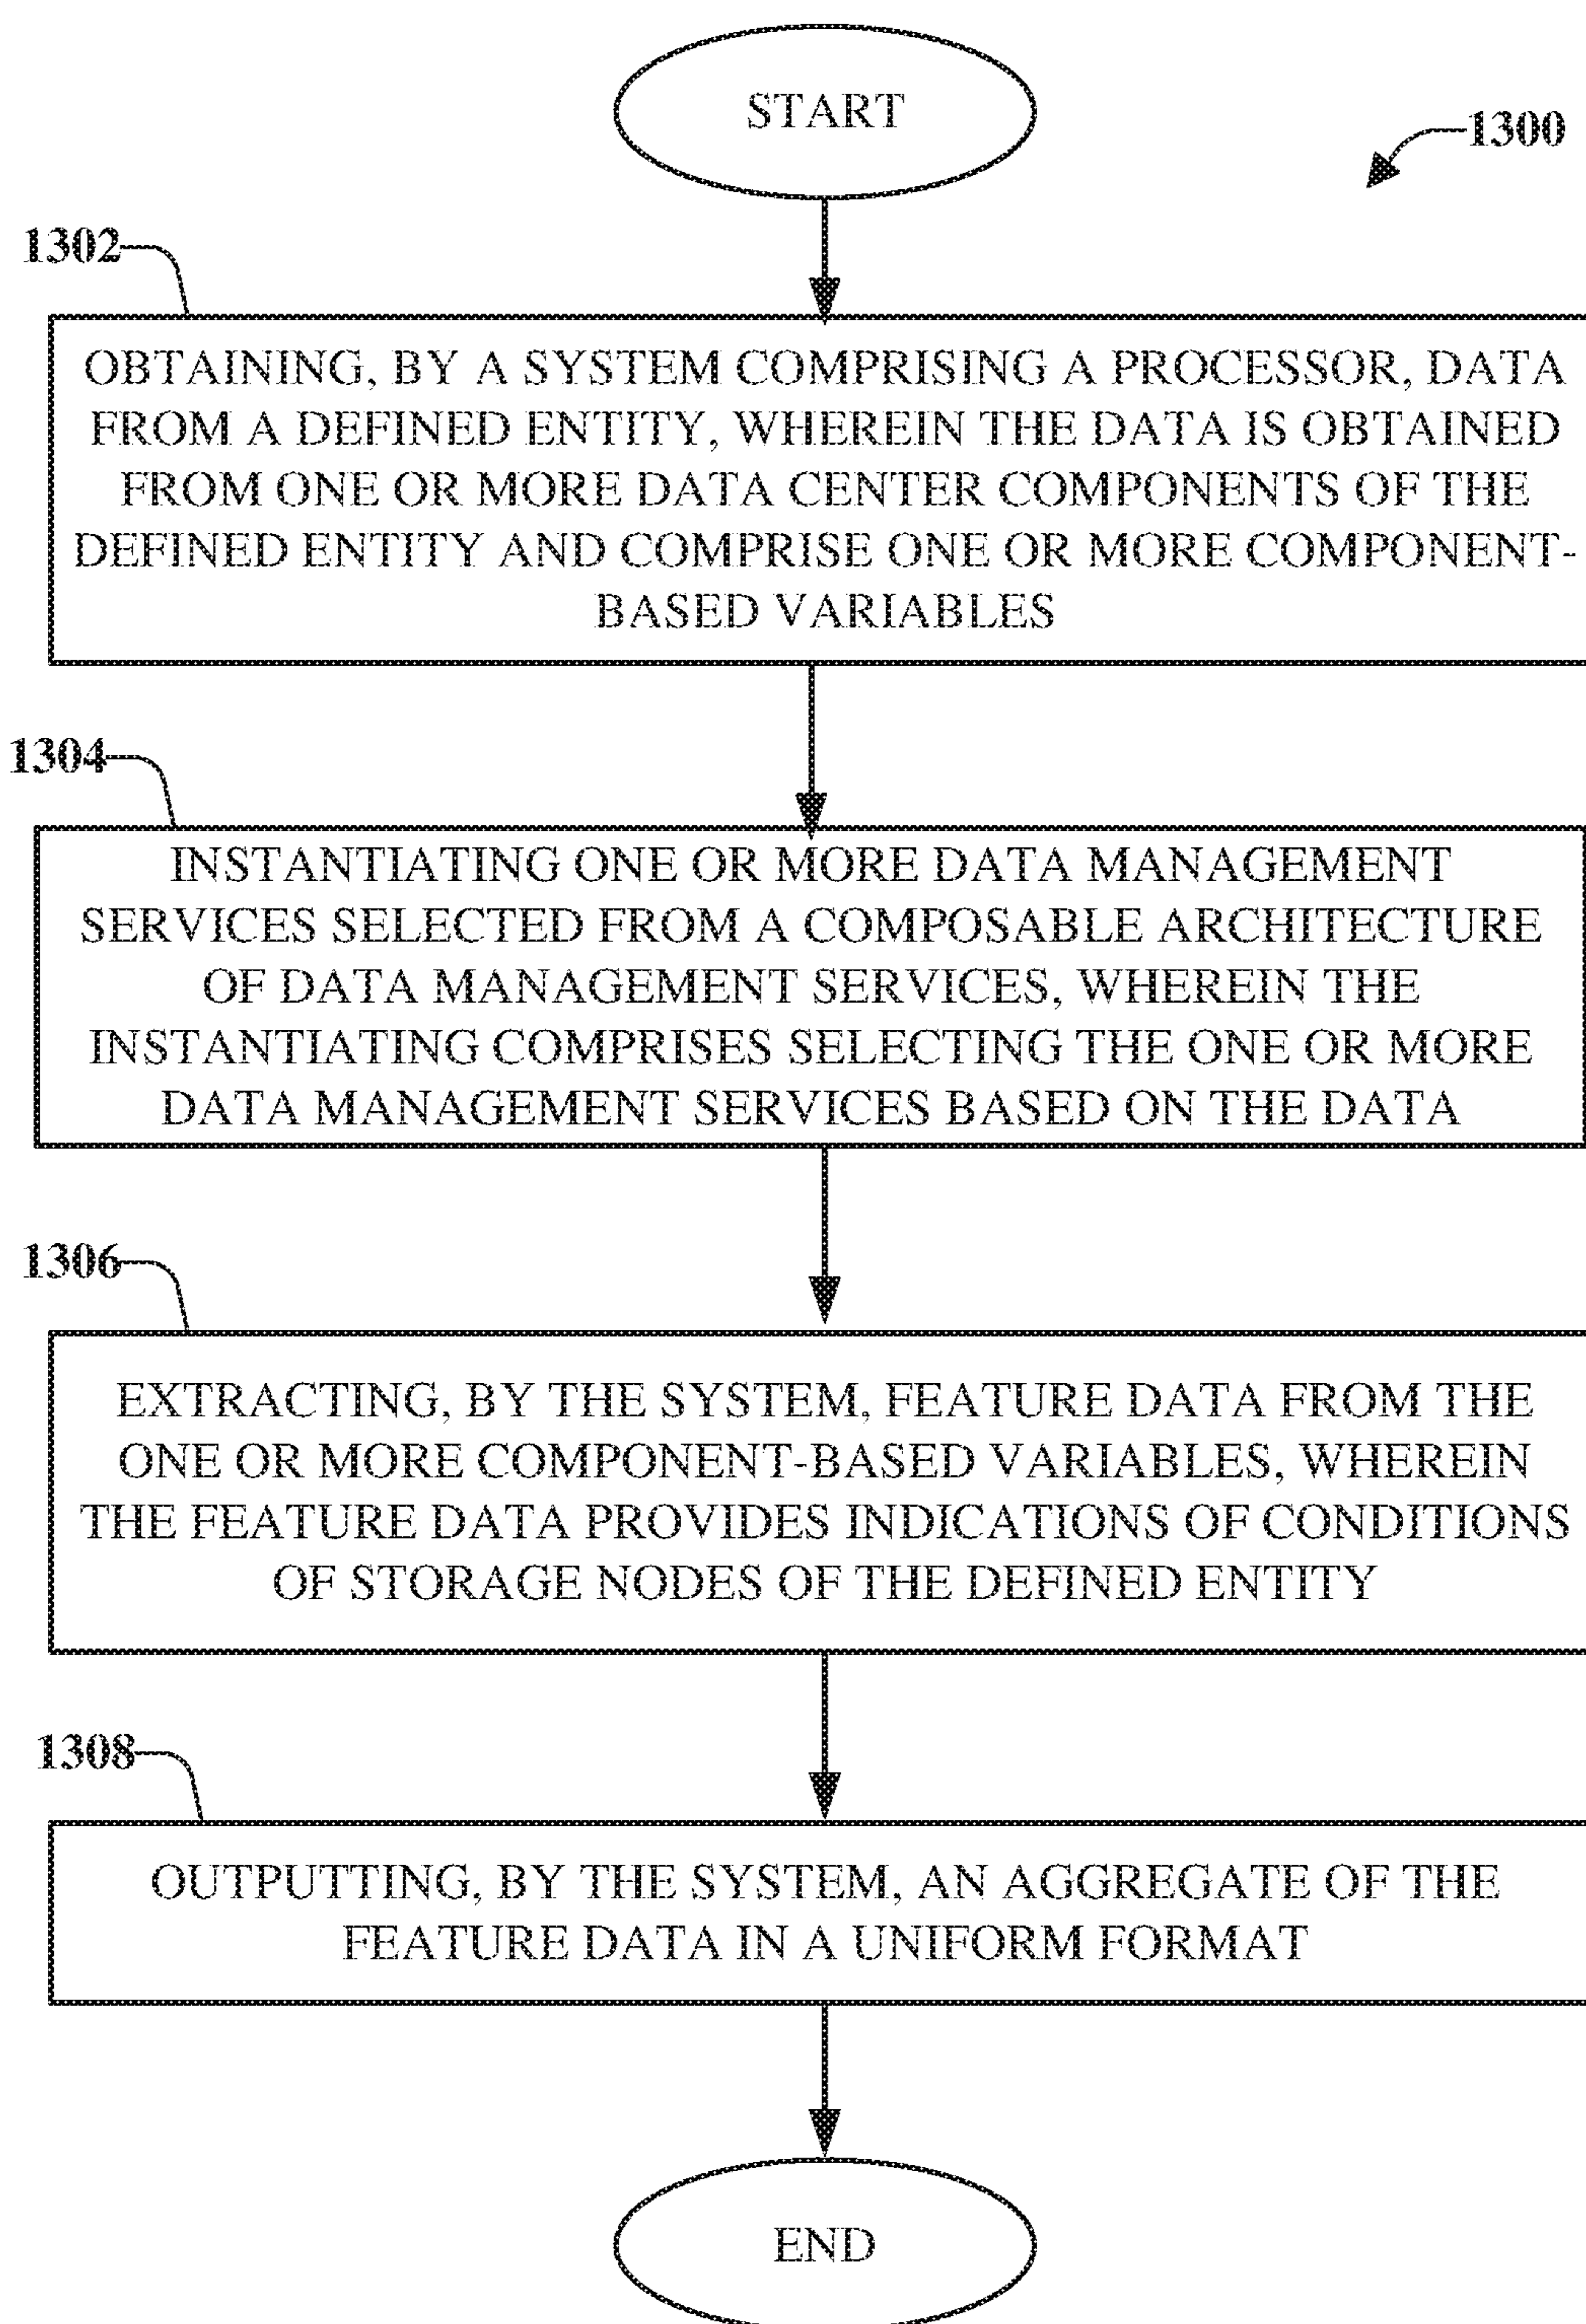 START
1300
1302
OBTAINING, BY A SYSTEM COMPRISING A PROCESSOR, DATA
FROM A DEFINED ENTITY, WHEREIN THE DATA IS OBTAINED
FROM ONE OR MORE DATA CENTER COMPONENTS OF THE
DEFINED ENTITY AND COMPRISE ONE OR MORE COMPONENT-
BASED VARIABLES
1304
INSTANTIATING ONE OR MORE DATA MANAGEMENT
SERVICES SELECTED FROM A COMPOSABLE ARCHITECTURE
OF DATA MANAGEMENT SERVICES, WHEREIN THE
INSTANTIATING COMPRISES SELECTING THE ONE OR MORE
DATA MANAGEMENT SERVICES BASED ON THE DATA
1306
EXTRACTING, BY THE SYSTEM, FEATURE DATA FROM THE
ONE OR MORE COMPONENT-BASED VARIABLES, WHEREIN
THE FEATURE DATA PROVIDES INDICATIONS OF CONDITIONS
OF STORAGE NODES OF THE DEFINED ENTITY
1308
OUTPUTTING, BY THE SYSTEM, AN AGGREGATE OF THE
FEATURE DATA IN A UNIFORM FORMAT
END